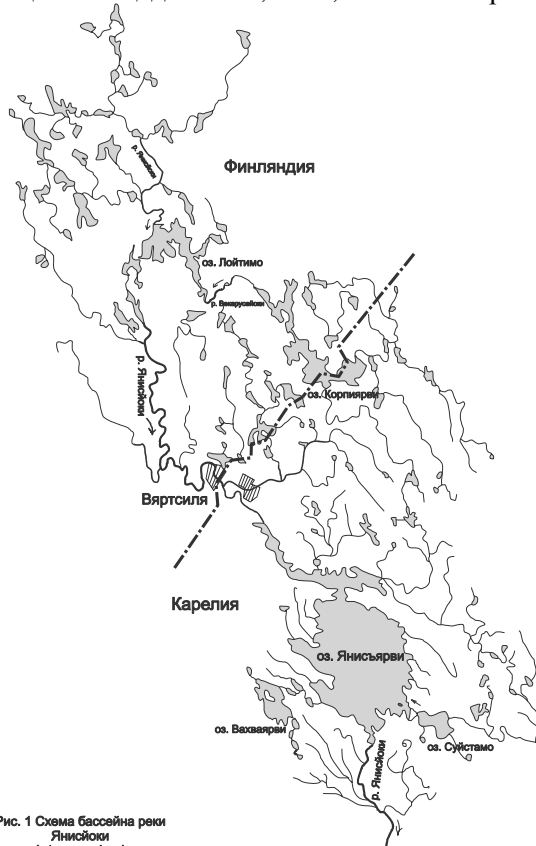 р. Янисйоки
Финляндия
оз. Лойтимо
р. Янисйоки
оз. Корпиярви
Вяртсиля
Карелия
оз. Янисъярви
оз. Вахваярви
оз. Суйстамо
р. Янисйоки
Рис. 1 Схема бассейна реки
Янисйоки